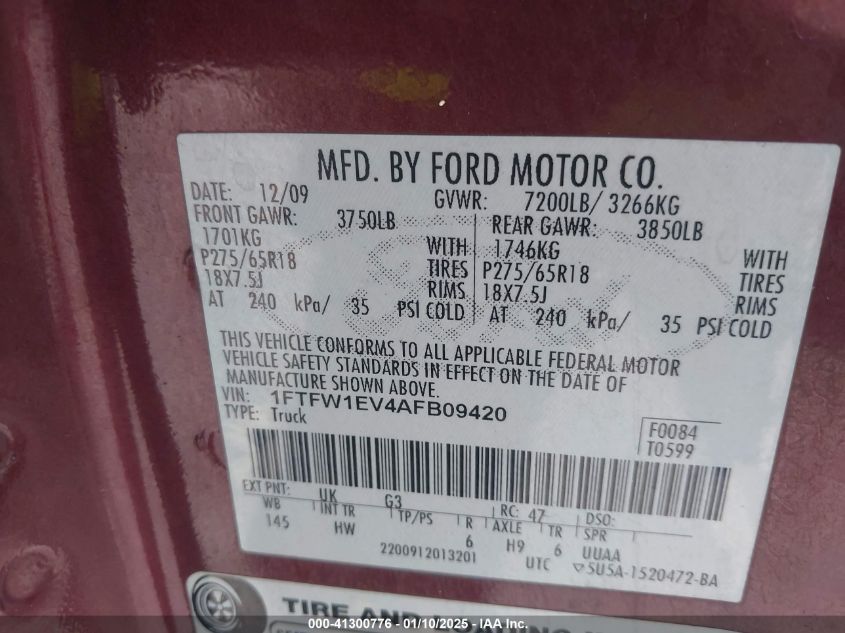 MFD. BY FORD MOTOR CO.
DATE: 12/09 GVWR: 7200LB/ 3266KG
FRONT GAWR: 3750LB REAR GAWR: 3850LB
1701KG WITH 1746KG WITH
P275/65R18 TIRES P275/65R18 TIRES
18X7.5J RIMS 18X7.5J RIMS
AT 240 kPa/ 35 PSI COLD AT 240 kPa/ 35 PSI COLD
THIS VEHICLE CONFORMS TO ALL APPLICABLE FEDERAL MOTOR
VEHICLE SAFETY STANDARDS IN EFFECT ON THE DATE OF
MANUFACTURE SHOWN ABOVE.
VIN: 1FTFW1EV4AFB09420
TYPE: Truck
F0084
T0599
EXT PNT: UK G3 RC: 47 DSO:
WB INT TR TP/PS R AXLE TR SPR
145 HW 6 H9 6 UUAA
2200912013201 UTC ▽5U5A-1520472-BA
TIRE AND
000-41300776 - 01/10/2025 - IAA Inc.